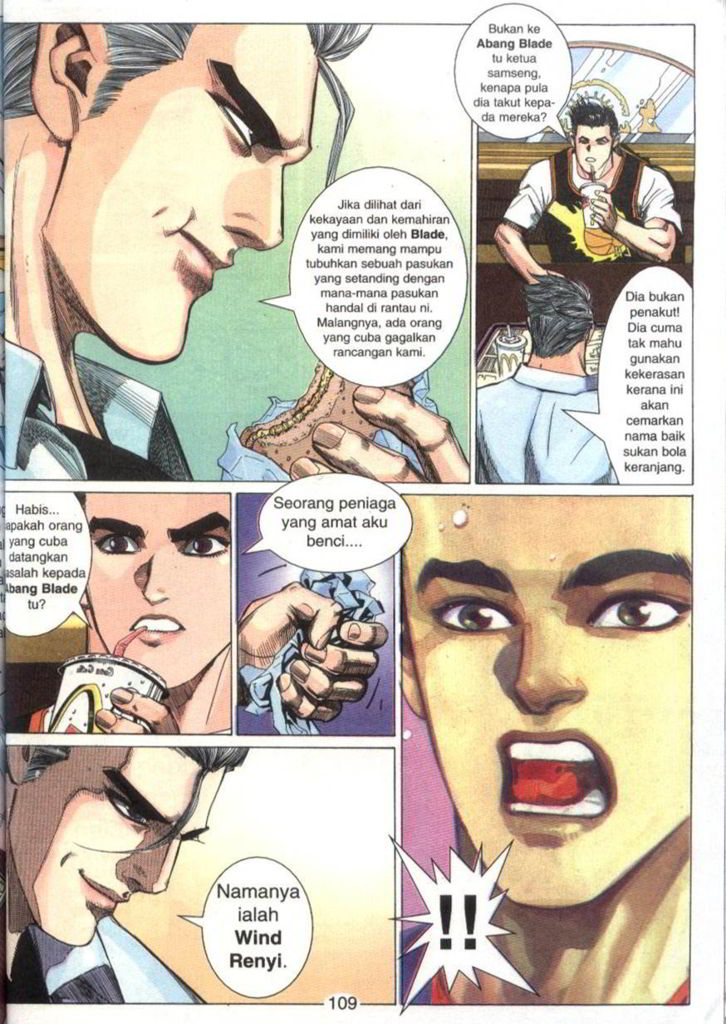 Jika dilihat dari
kekayaan dan kemahiran
yang dimiliki oleh Blade,
kami memang mampu
tubuhkan sebuah pasukan
yang setanding dengan
mana-mana pasukan
handal di rantau ni.
Malangnya, ada orang
yang cuba gagalkan
rancangan kami.
Bukan ke
Abang Blade
tu ketua
samseng,
kenapa pula
dia takut kepa-
da mereka?
Dia bukan
penakut!
Dia cuma
tak mahu
gunakan
kekerasan
kerana ini
akan
cemarkan
nama baik
sukan bola
keranjang.
Habis...
apakah orang
yang cuba
datangkan
kepada
Abang Blade
tu?
Seorang peniaga
yang amat aku
benci....
Namanya
ialah
Wind
Renyi.
!!
109